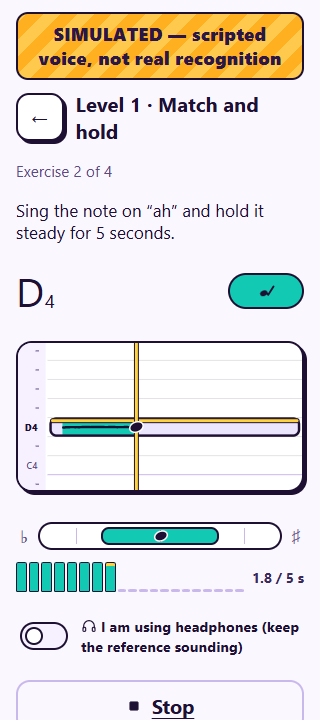 SIMULATED — scripted
voice, not real recognition
← Level 1 · Match and
hold
Exercise 2 of 4
Sing the note on “ah” and hold it
steady for 5 seconds.
D4
D4
C4
♭ ♯
1.8 / 5 s
🎧 I am using headphones (keep
the reference sounding)
Stop